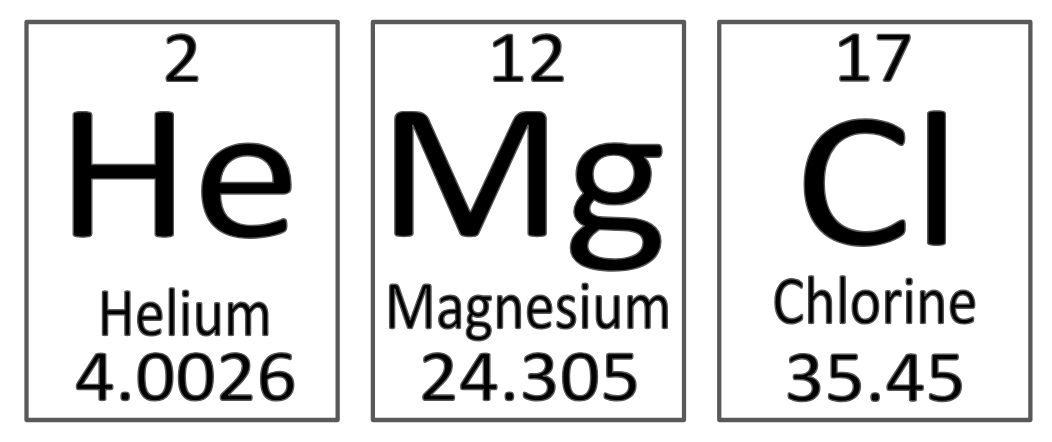 2
He
Helium
4.0026
12
Mg
Magnesium
24.305
17
Cl
Chlorine
35.45